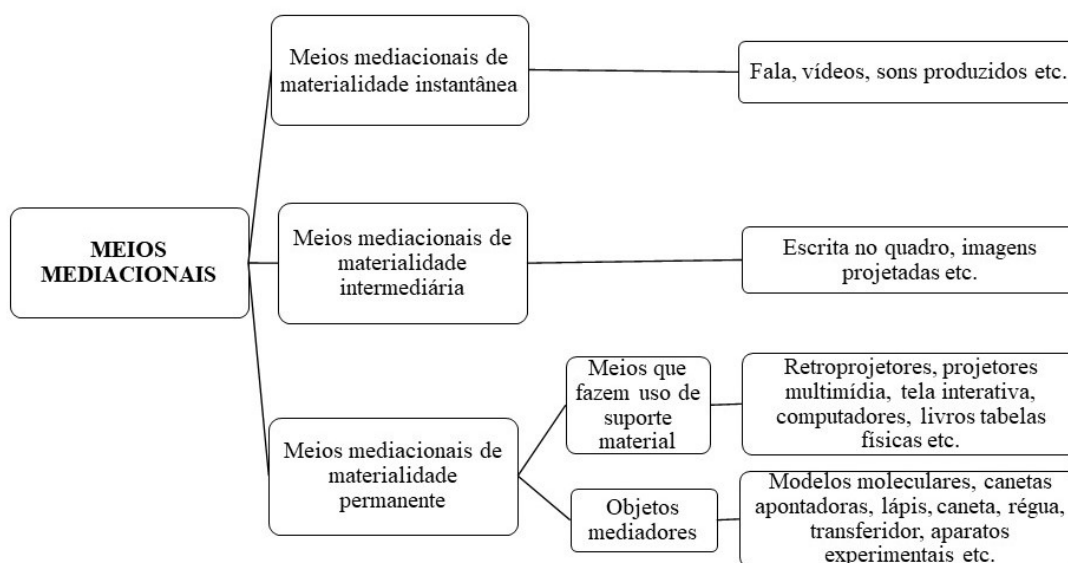 MEIOS
MEDIACIONAIS
Meios mediacionais de
materialidade instantânea
Fala, vídeos, sons produzidos etc.
Meios mediacionais de
materialidade
intermediária
Escrita no quadro, imagens
projetadas etc.
Meios mediacionais de
materialidade
permanente
Meios que
fazem uso de
suporte
material
Retroprojetores, projetores
multimídia, tela interativa,
computadores, livros tabelas
físicas etc.
Objetos
mediadores
Modelos moleculares, canetas
apontadoras, lápis, caneta, régua,
transferidor, aparatos
experimentais etc.